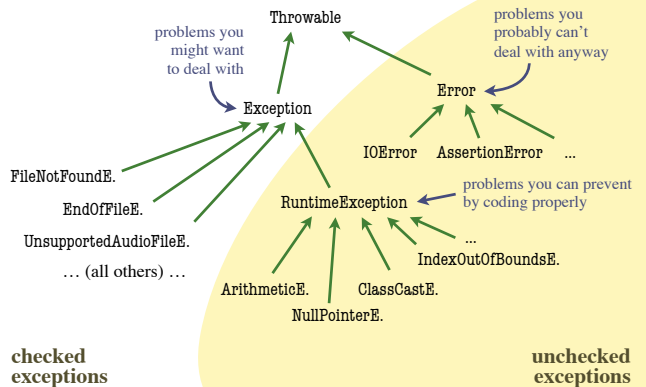 Throwable
problems you
might want
to deal with
problems you
probably can't
deal with anyway
Exception
Error
IOError
AssertionError
...
FileNotFoundE.
EndOfFileE.
UnsupportedAudioFileE.
... (all others) ...
RuntimeException
problems you can prevent
by coding properly
...
IndexOutOfBoundsE.
ArithmeticE.
ClassCastE.
NullPointerE.
checked
exceptions
unchecked
exceptions